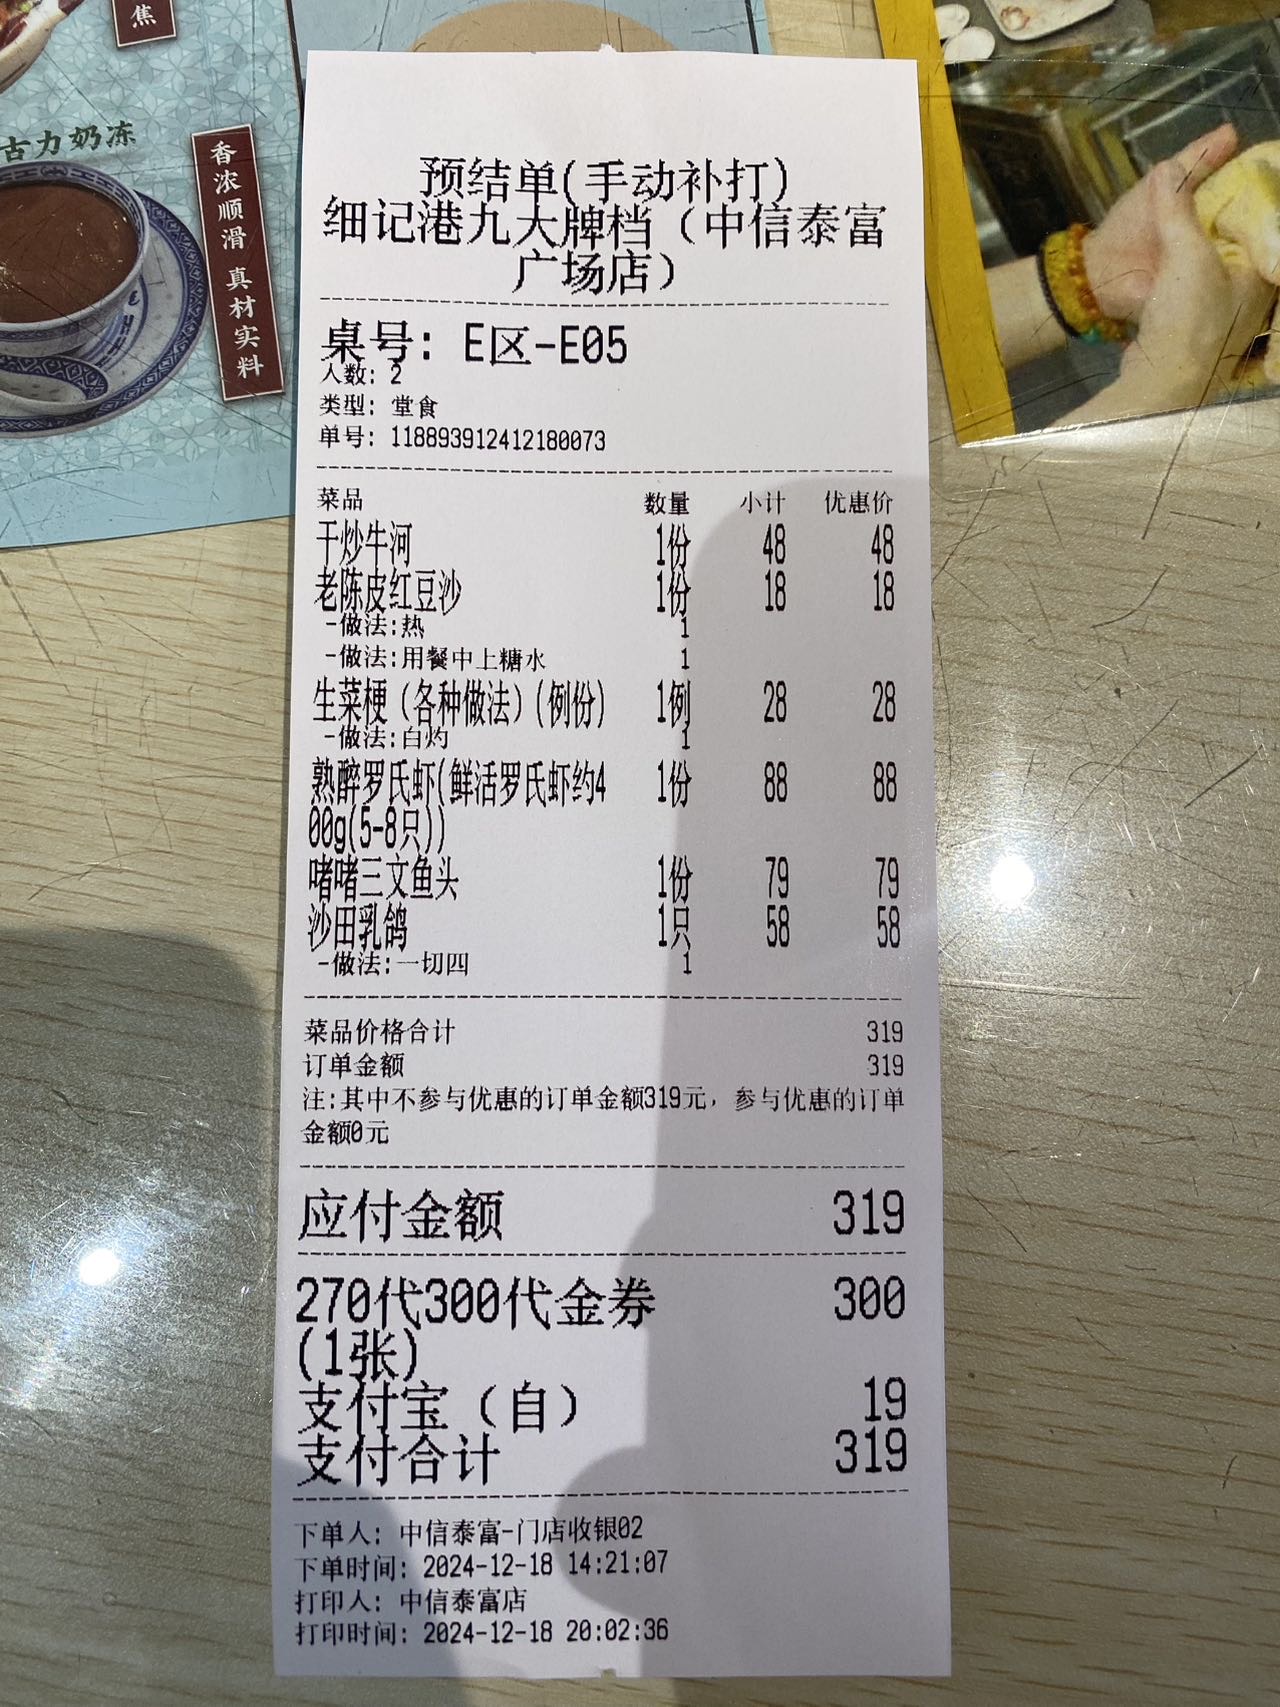 焦
古力奶冻
香浓顺滑 真材实料
预结单(手动补打)
细记港九大牌档（中信泰富
广场店）
桌号: E区-E05
人数: 2
类型: 堂食
单号: 118893912412180073
菜品 数量 小计 优惠价
干炒牛河 1份 48 48
老陈皮红豆沙 1份 18 18
-做法:热 1
-做法:用餐中上糖水 1
生菜梗（各种做法）(例份) 1例 28 28
-做法:白灼 1
熟醉罗氏虾(鲜活罗氏虾约4 1份 88 88
00g(5-8只))
啫啫三文鱼头 1份 79 79
沙田乳鸽 1只 58 58
-做法:一切四 1
菜品价格合计 319
订单金额 319
注:其中不参与优惠的订单金额319元，参与优惠的订单
金额0元
应付金额 319
270代300代金券 300
(1张)
支付宝（自） 19
支付合计 319
下单人: 中信泰富-门店收银02
下单时间: 2024-12-18 14:21:07
打印人: 中信泰富店
打印时间: 2024-12-18 20:02:36